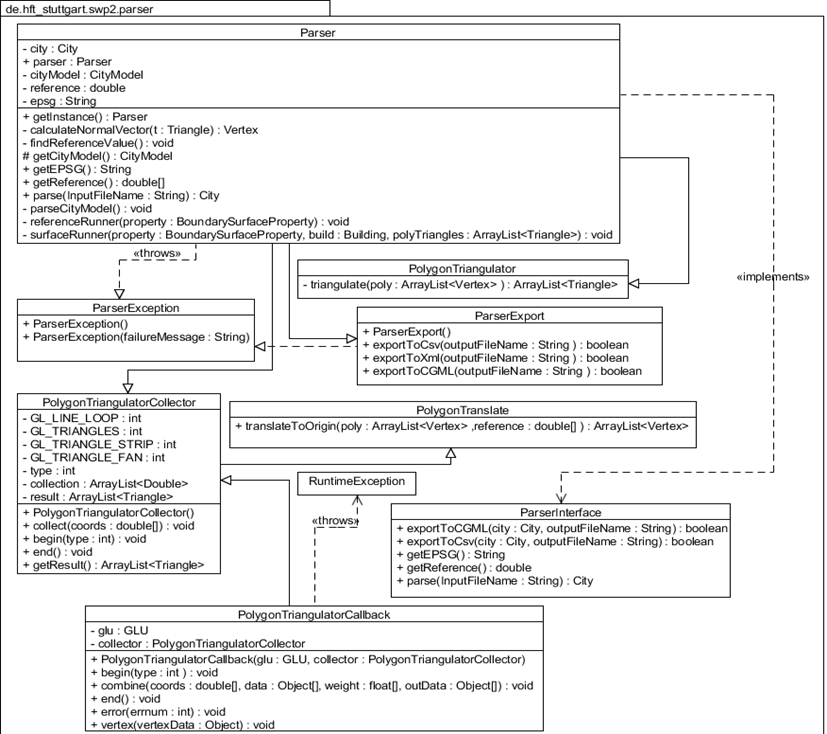 de.hft_stuttgart.swp2.parser
Parser
- city : City
+ parser : Parser
- cityModel : CityModel
- reference : double
- epsg : String
+ getInstance() : Parser
- calculateNormalVector(t : Triangle) : Vertex
- findReferenceValue() : void
# getCityModel() : CityModel
+ getEPSG() : String
+ getReference() : double[]
+ parse(InputFileName : String) : City
- parseCityModel() : void
- referenceRunner(property : BoundarySurfaceProperty) : void
- surfaceRunner(property : BoundarySurfaceProperty, build : Building, polyTriangles : ArrayList<Triangle>) : void
«throws»
«implements»
PolygonTriangulator
- triangulate(poly : ArrayList<Vertex> ) : ArrayList<Triangle>
ParserException
+ ParserException()
+ ParserException(failureMessage : String)
ParserExport
+ ParserExport()
+ exportToCsv(outputFileName : String ) : boolean
+ exportToXml(outputFileName : String ) : boolean
+ exportToCGML(outputFileName : String ) : boolean
PolygonTriangulatorCollector
- GL_LINE_LOOP : int
- GL_TRIANGLES : int
- GL_TRIANGLE_STRIP : int
- GL_TRIANGLE_FAN : int
- type : int
- collection : ArrayList<Double>
- result : ArrayList<Triangle>
+ PolygonTriangulatorCollector()
+ collect(coords : double[]) : void
+ begin(type : int) : void
+ end() : void
+ getResult() : ArrayList<Triangle>
PolygonTranslate
+ translateToOrigin(poly : ArrayList<Vertex> ,reference : double[] ) : ArrayList<Vertex>
RuntimeException
«throws»
ParserInterface
+ exportToCGML(city : City, outputFileName : String) : boolean
+ exportToCsv(city : City, outputFileName : String) : boolean
+ getEPSG() : String
+ getReference() : double
+ parse(InputFileName : String) : City
PolygonTriangulatorCallback
- glu : GLU
- collector : PolygonTriangulatorCollector
+ PolygonTriangulatorCallback(glu : GLU, collector : PolygonTriangulatorCollector)
+ begin(type : int ) : void
+ combine(coords : double[], data : Object[], weight : float[], outData : Object[]) : void
+ end() : void
+ error(errnum : int) : void
+ vertex(vertexData : Object) : void